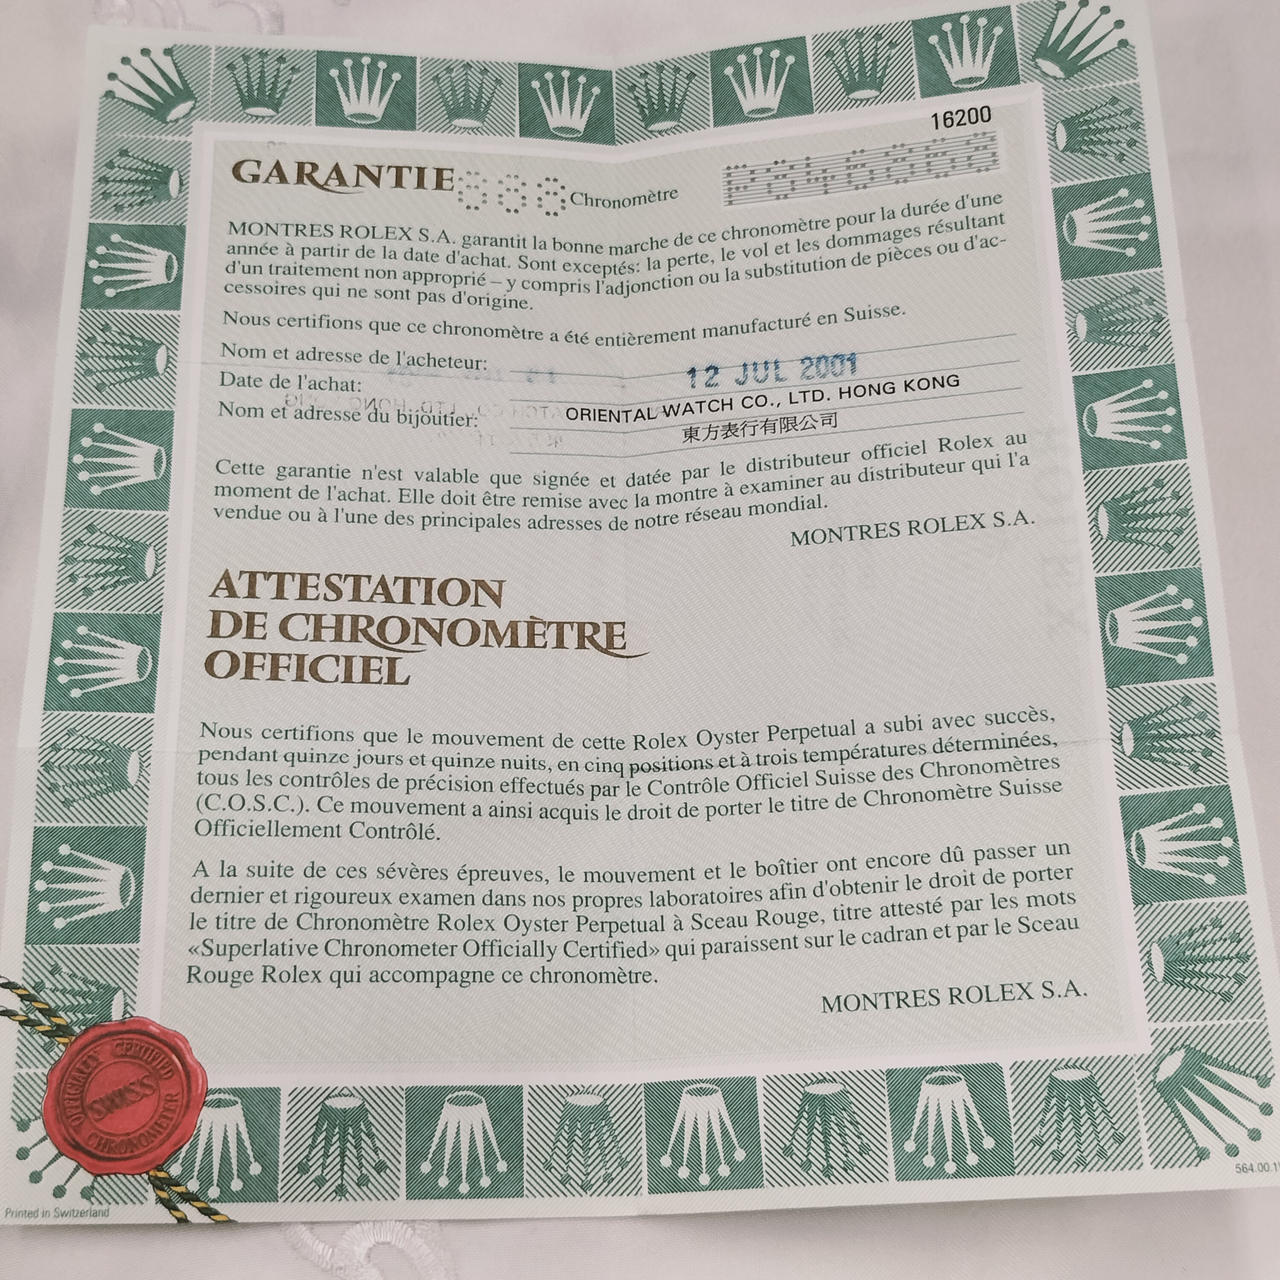 16200
GARANTIE 888 Chronomètre
MONTRES ROLEX S.A. garantit la bonne marche de ce chronomètre pour la durée d'une
année à partir de la date d'achat. Sont exceptés: la perte, le vol et les dommages résultant
d'un traitement non approprié – y compris l'adjonction ou la substitution de pièces ou d'ac-
cessoires qui ne sont pas d'origine.
Nous certifions que ce chronomètre a été entièrement manufacturé en Suisse.
Nom et adresse de l'acheteur:
Date de l'achat: 12 JUL 2001
Nom et adresse du bijoutier: ORIENTAL WATCH CO., LTD. HONG KONG
東方表行有限公司
Cette garantie n'est valable que signée et datée par le distributeur officiel Rolex au
moment de l'achat. Elle doit être remise avec la montre à examiner au distributeur qui l'a
vendue ou à l'une des principales adresses de notre réseau mondial.
MONTRES ROLEX S.A.
ATTESTATION
DE CHRONOMÈTRE
OFFICIEL
Nous certifions que le mouvement de cette Rolex Oyster Perpetual a subi avec succès,
pendant quinze jours et quinze nuits, en cinq positions et à trois températures déterminées,
tous les contrôles de précision effectués par le Contrôle Officiel Suisse des Chronomètres
(C.O.S.C.). Ce mouvement a ainsi acquis le droit de porter le titre de Chronomètre Suisse
Officiellement Contrôlé.
A la suite de ces sévères épreuves, le mouvement et le boîtier ont encore dû passer un
dernier et rigoureux examen dans nos propres laboratoires afin d'obtenir le droit de porter
le titre de Chronomètre Rolex Oyster Perpetual à Sceau Rouge, titre attesté par les mots
«Superlative Chronometer Officially Certified» qui paraissent sur le cadran et par le Sceau
Rouge Rolex qui accompagne ce chronomètre.
MONTRES ROLEX S.A.
OFFICIALLY CERTIFIED
SWISS
CHRONOMETER
Printed in Switzerland
564.00.1